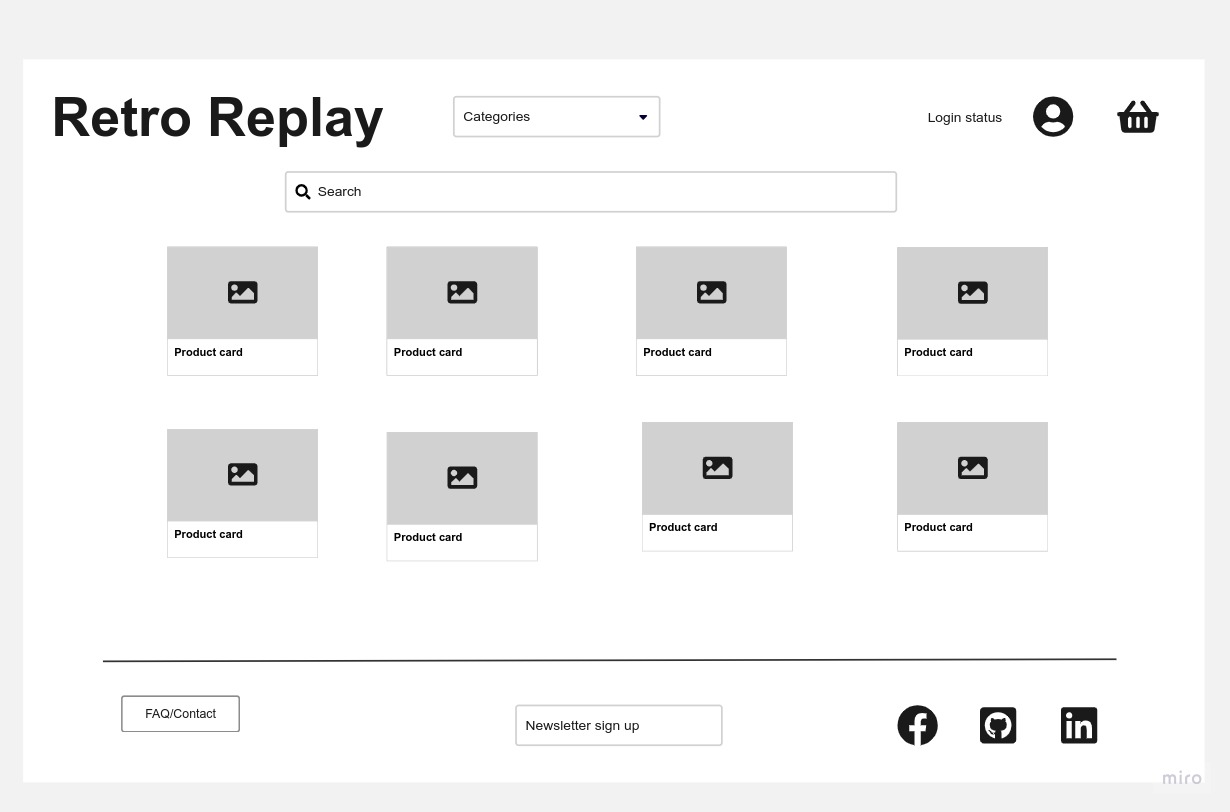 Retro Replay
Categories
Login status
Search
Product card
Product card
Product card
Product card
Product card
Product card
Product card
Product card
FAQ/Contact
Newsletter sign up
in
miro